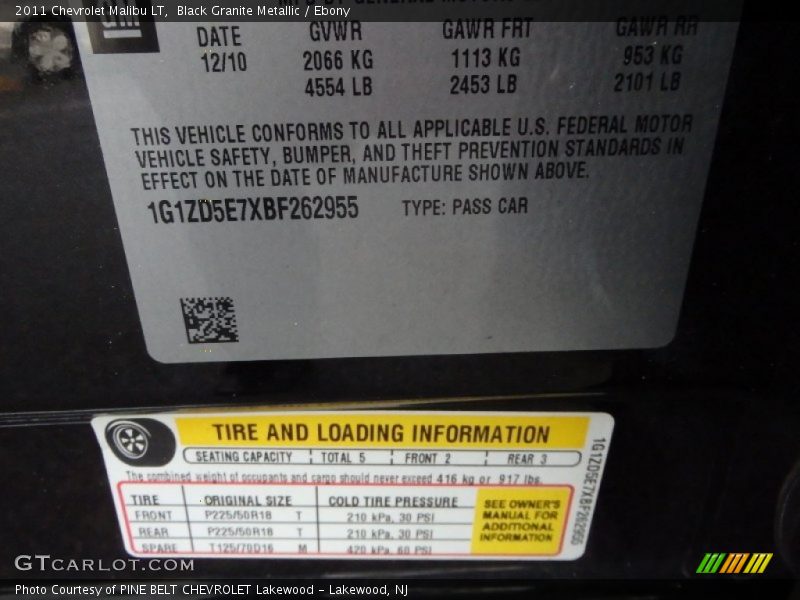 2011 Chevrolet Malibu LT, Black Granite Metallic / Ebony
GM
DATE GVWR GAWR FRT GAWR RR
12/10 2066 KG 1113 KG 953 KG
4554 LB 2453 LB 2101 LB
THIS VEHICLE CONFORMS TO ALL APPLICABLE U.S. FEDERAL MOTOR
VEHICLE SAFETY, BUMPER, AND THEFT PREVENTION STANDARDS IN
EFFECT ON THE DATE OF MANUFACTURE SHOWN ABOVE.
1G1ZD5E7XBF262955 TYPE: PASS CAR
TIRE AND LOADING INFORMATION
SEATING CAPACITY TOTAL 5 FRONT 2 REAR 3
The combined weight of occupants and cargo should never exceed 416 kg or 917 lbs.
TIRE ORIGINAL SIZE COLD TIRE PRESSURE
FRONT P225/50R18 T 210 kPa, 30 PSI
REAR P225/50R18 T 210 kPa, 30 PSI
SPARE T125/70D16 M 420 kPa, 60 PSI
SEE OWNER'S
MANUAL FOR
ADDITIONAL
INFORMATION
1G1ZD5E7XBF262955
GTCARLOT.COM
Photo Courtesy of PINE BELT CHEVROLET Lakewood - Lakewood, NJ